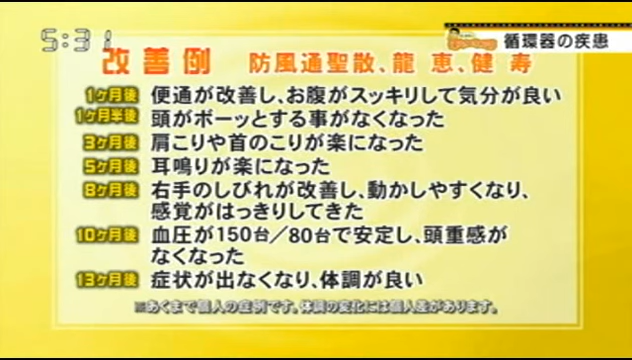 5:31
循環器の疾患
改善例 防風通聖散、龍 恵、健 寿
1ヶ月後 便通が改善し、お腹がスッキリして気分が良い
1ヶ月半後 頭がボーッとする事がなくなった
3ヶ月後 肩こりや首のこりが楽になった
5ヶ月後 耳鳴りが楽になった
8ヶ月後 右手のしびれが改善し、動かしやすくなり、
感覚がはっきりしてきた
10ヶ月後 血圧が150台/80台で安定し、頭重感が
なくなった
13ヶ月後 症状が出なくなり、体調が良い
※あくまで個人の症例です。体調の変化には個人差があります。